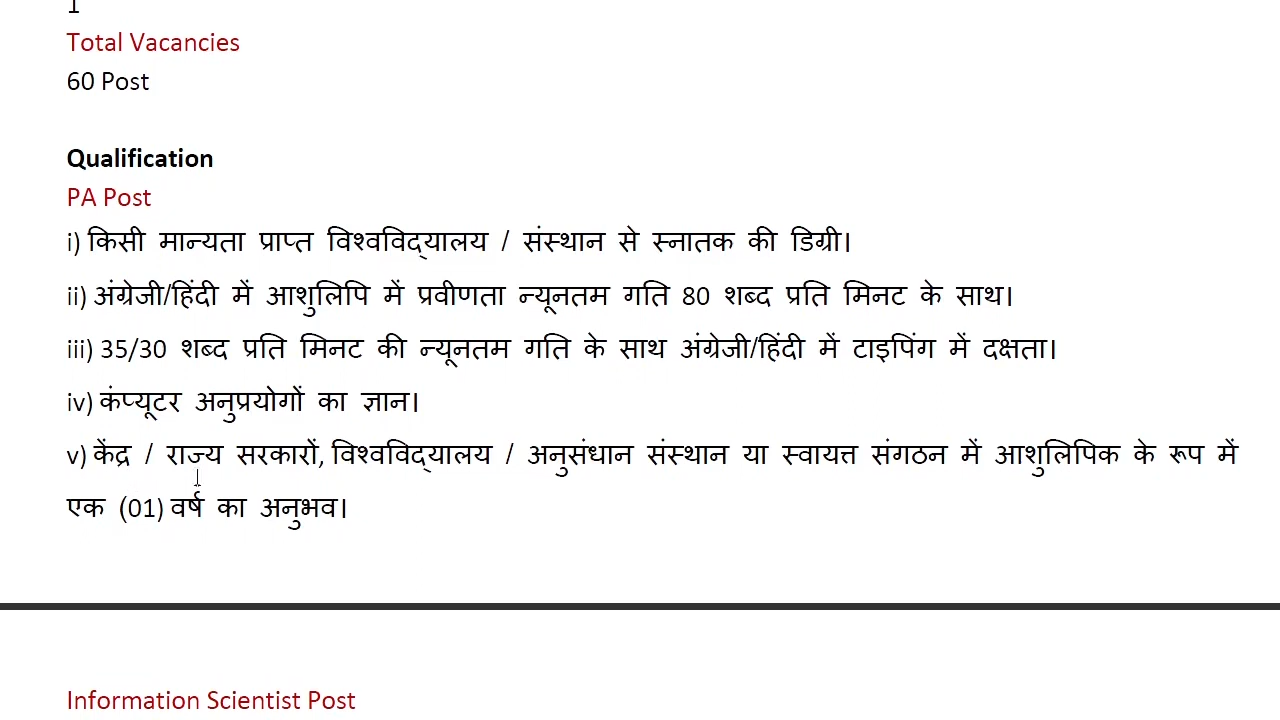 1
Total Vacancies
60 Post
Qualification
PA Post
i) किसी मान्यता प्राप्त विश्वविद्यालय / संस्थान से स्नातक की डिग्री।
ii) अंग्रेजी/हिंदी में आशुलिपि में प्रवीणता न्यूनतम गति 80 शब्द प्रति मिनट के साथ।
iii) 35/30 शब्द प्रति मिनट की न्यूनतम गति के साथ अंग्रेजी/हिंदी में टाइपिंग में दक्षता।
iv) कंप्यूटर अनुप्रयोगों का ज्ञान।
v) केंद्र / राज्य सरकारों, विश्वविद्यालय / अनुसंधान संस्थान या स्वायत्त संगठन में आशुलिपिक के रूप में
एक (01) वर्ष का अनुभव।
Information Scientist Post